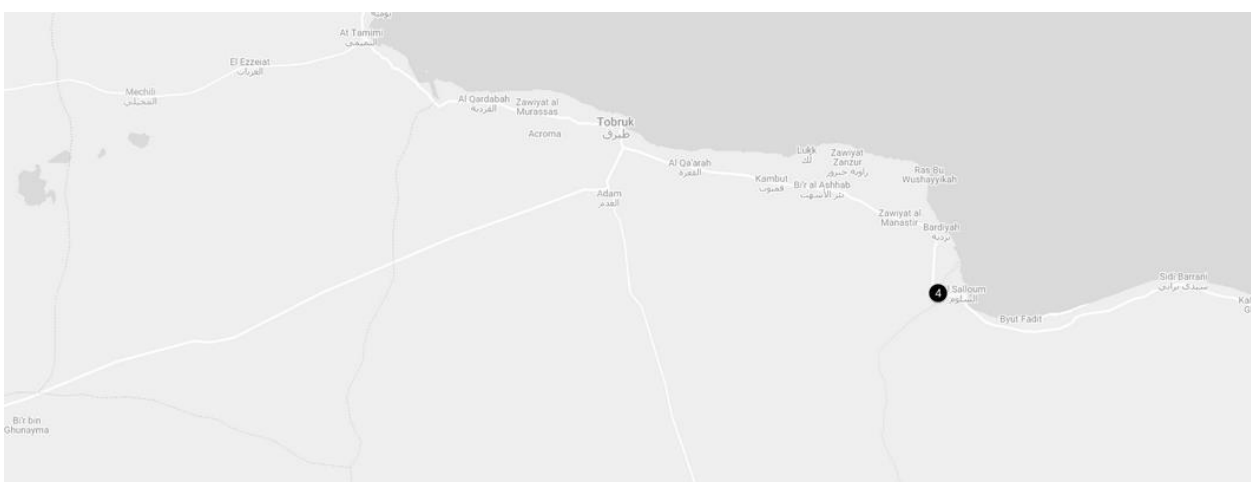 At Tamimi
التميمي
El Ezzeiat
العزيات
Mechili
المخيلي
Al Qardabah
القردبة
Zawiyat al
Murassas
Acroma
Tobruk
طبرق
Al Qa'arah
القعرة
Lukk
لك
Zawiyat
Zanzur
Kambut
قمبوت
Bi'r al Ashhab
بئر الأشهب
Ras Bu
Wushayyikah
Adam
العدم
Zawiyat al
Manastir
Bardiyah
بردية
4
Salloum
السلوم
Sidi Barrani
سيدي براني
Byut Fadit
Bi'r bin
Ghunayma